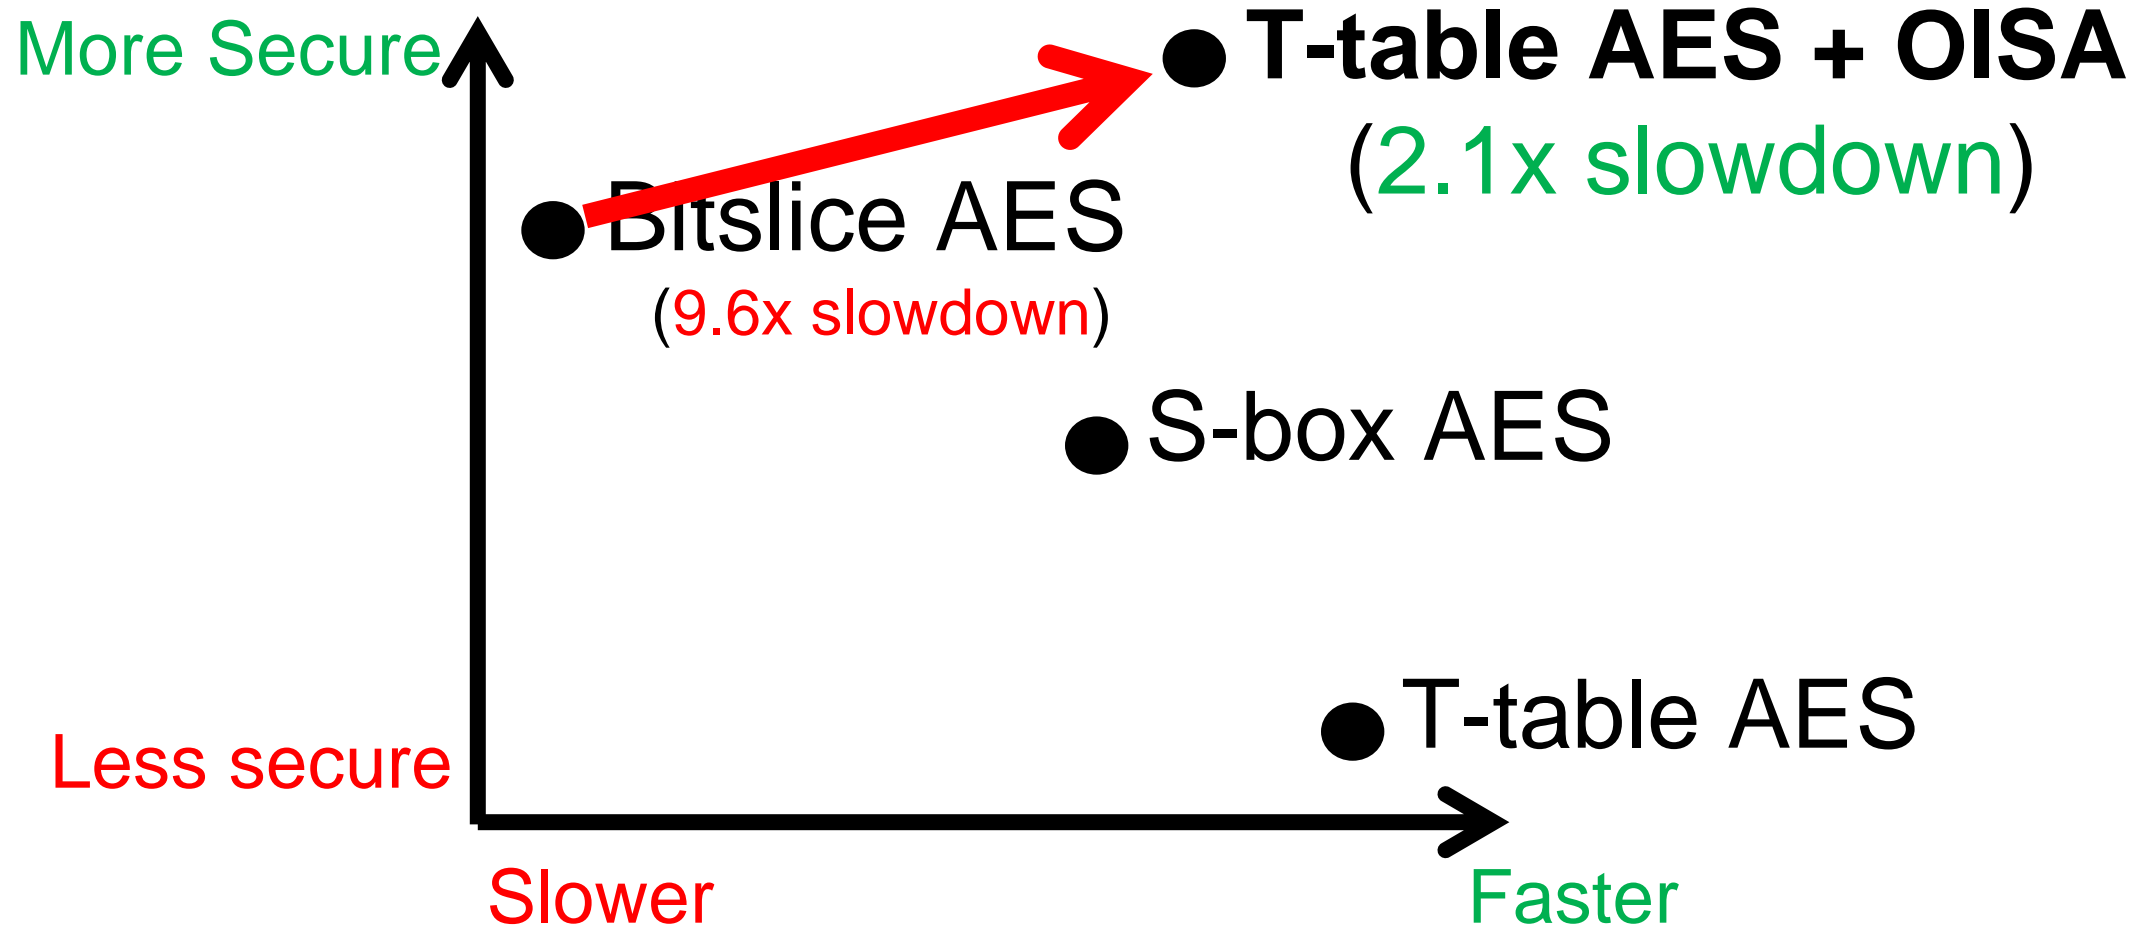 More Secure
T-table AES + OISA
(2.1x slowdown)
Bitslice AES
(9.6x slowdown)
S-box AES
T-table AES
Less secure
Slower
Faster